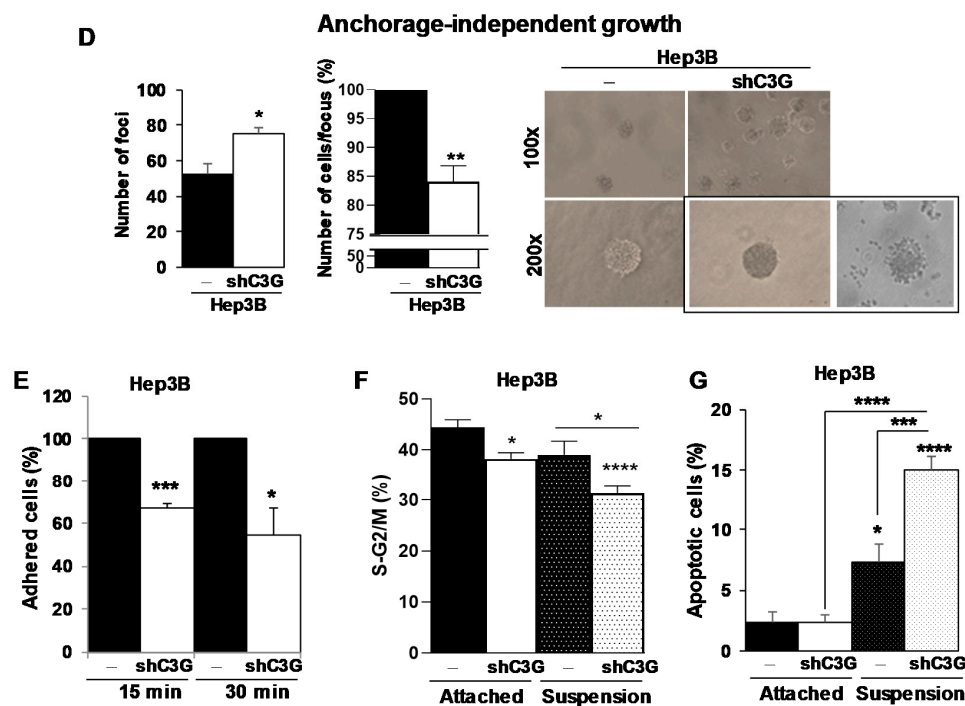 Anchorage-independent growth
D
Number of foci
100
80
60
40
20
0
*
– shC3G
Hep3B
Number of cells/focus (%)
100
95
90
85
80
75
50
0
**
– shC3G
Hep3B
Hep3B
– shC3G
100x
200x
E
Hep3B
Adhered cells (%)
120
100
80
60
40
20
0
***
*
– shC3G – shC3G
15 min 30 min
F
Hep3B
S-G2/M (%)
50
40
30
20
10
0
*
*
****
– shC3G – shC3G
Attached Suspension
G
Hep3B
Apoptotic cells (%)
20
15
10
5
0
****
***
****
*
– shC3G – shC3G
Attached Suspension